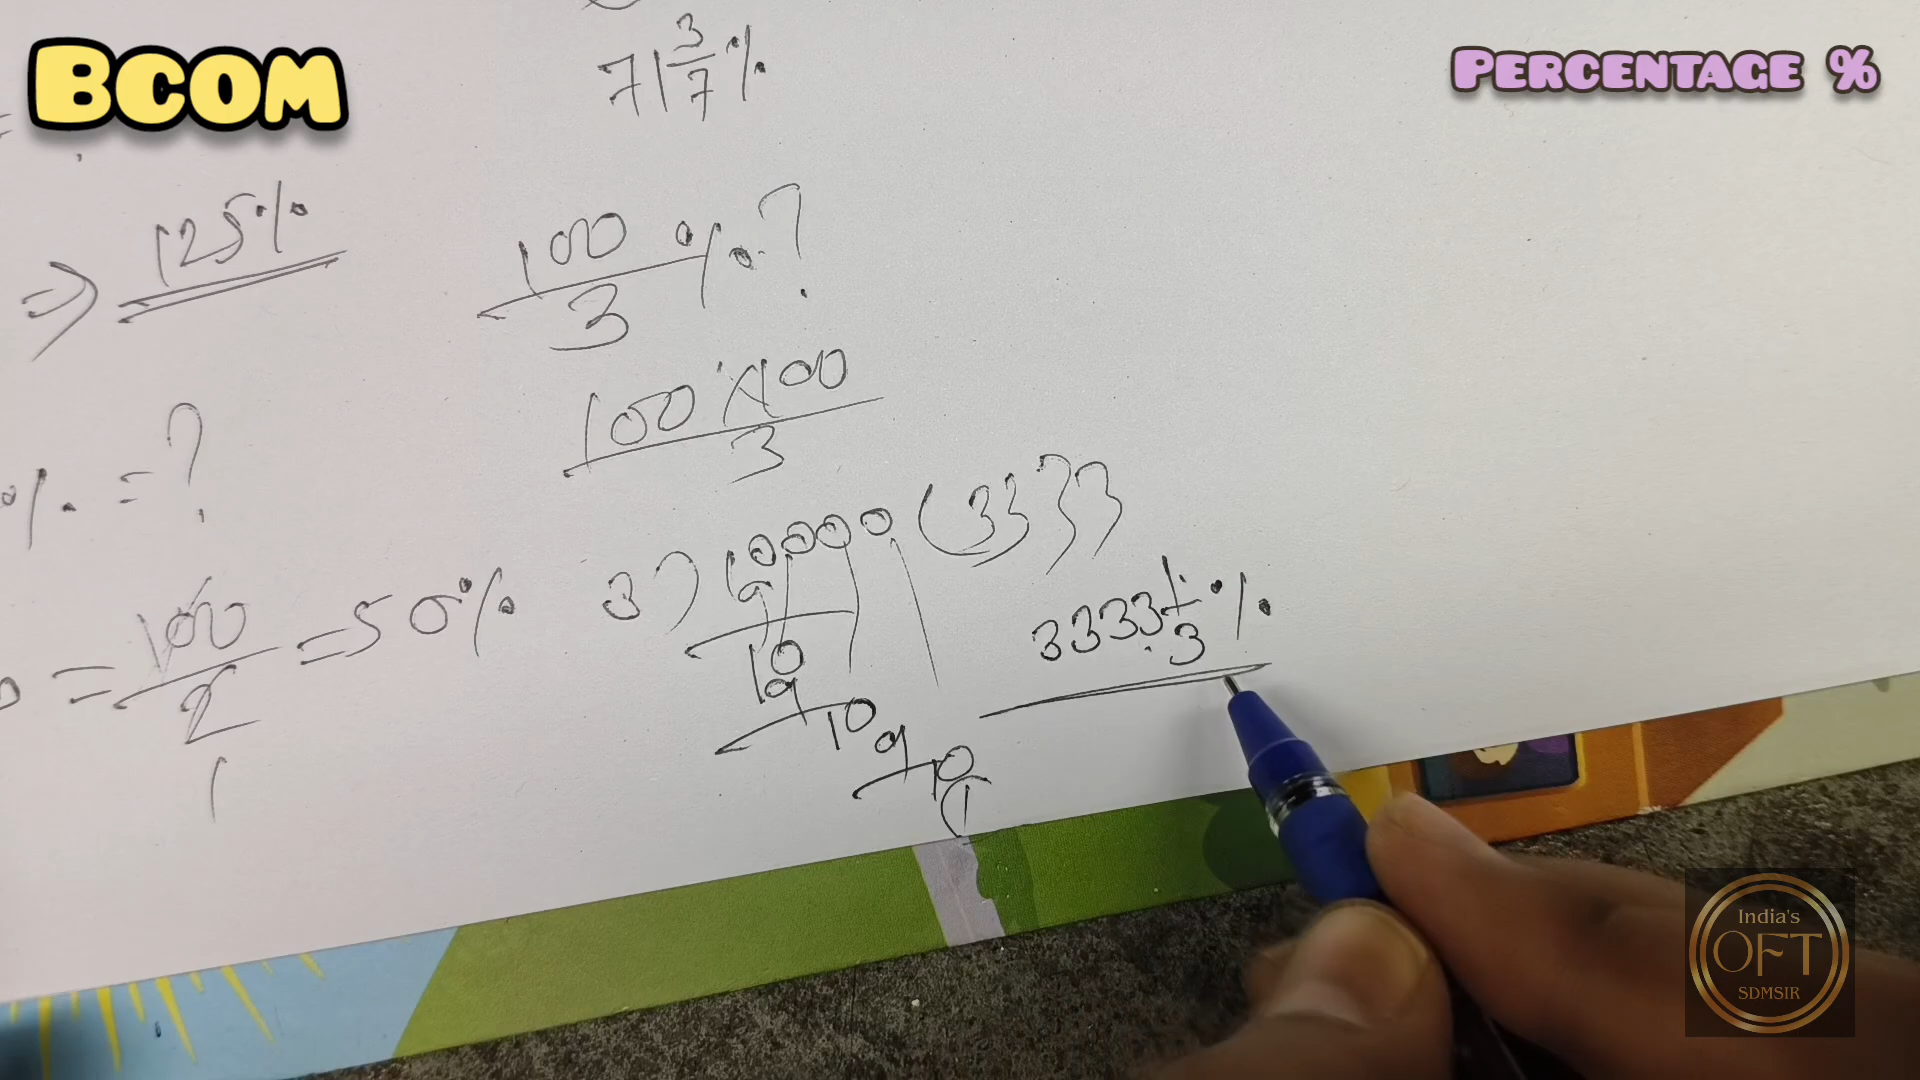 BCOM
PERCENTAGE %
71 3/7 %
=> 125%
100/3 % ?
100 × 100 / 3
% = ?
= 100/2 = 50%
1
3) 10000 (3333
9
10
9
10
9
10
3333 1/3 %
India's
OFT
SDMSIR